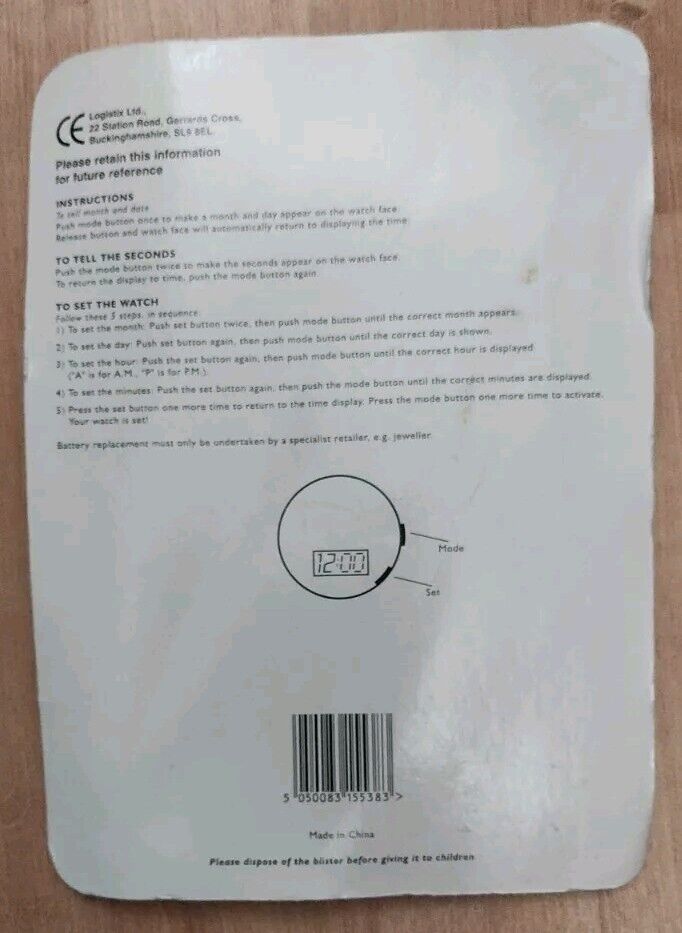 CE Logistix Ltd.,
22 Station Road, Gerrards Cross,
Buckinghamshire, SL9 8EL
Please retain this information
for future reference
INSTRUCTIONS
To tell month and date
Push mode button once to make a month and day appear on the watch face.
Release button and watch face will automatically return to displaying the time.
TO TELL THE SECONDS
Push the mode button twice to make the seconds appear on the watch face.
To return the display to time, push the mode button again.
TO SET THE WATCH
Follow these 5 steps, in sequence.
1) To set the month: Push set button twice, then push mode button until the correct month appears.
2) To set the day: Push set button again, then push mode button until the correct day is shown.
3) To set the hour: Push the set button again, then push mode button until the correct hour is displayed.
("A" is for A.M., "P" is for P.M.).
4) To set the minutes: Push the set button again, then push the mode button until the correct minutes are displayed.
5) Press the set button one more time to return to the time display. Press the mode button one more time to activate.
Your watch is set!
Battery replacement must only be undertaken by a specialist retailer, e.g. jeweller.
12:00
Mode
Set
5 050083 155383 >
Made in China
Please dispose of the blister before giving it to children